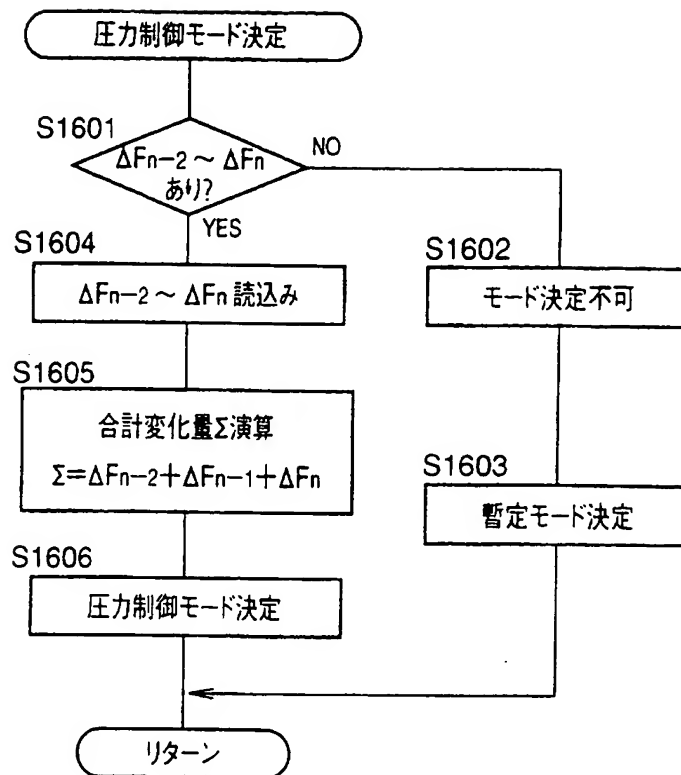 圧力制御モード決定
S1601
ΔFn−2 ~ ΔFn
あり?
NO
YES
S1604
ΔFn−2 ~ ΔFn 読込み
S1602
モード決定不可
S1605
合計変化量Σ演算
Σ=ΔFn−2+ΔFn−1+ΔFn
S1603
暫定モード決定
S1606
圧力制御モード決定
リターン